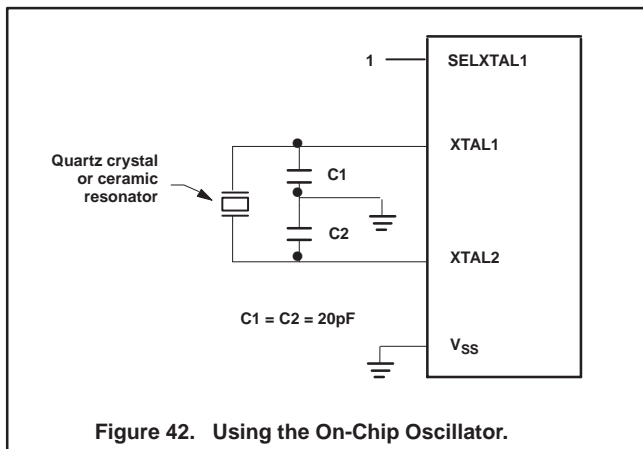 1
SELXTAL1
XTAL1
Quartz crystal
or ceramic
resonator
C1
C2
XTAL2
C1 = C2 = 20pF
VSS
Figure 42. Using the On-Chip Oscillator.